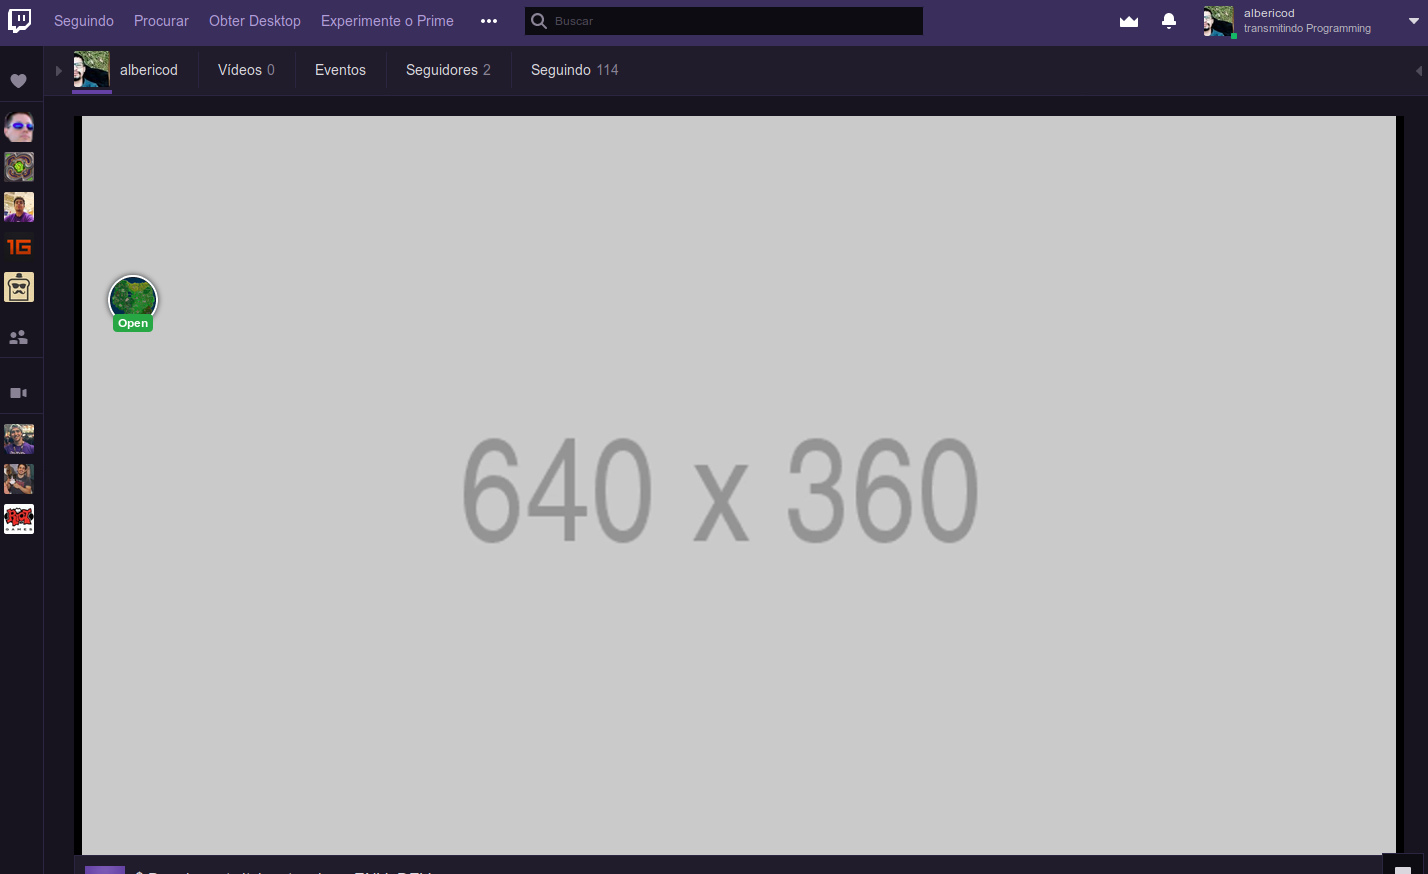 Seguindo Procurar Obter Desktop Experimente o Prime Buscar albericod
transmitindo Programming
albericod Vídeos 0 Eventos Seguidores 2 Seguindo 114
1G
Open
640 x 360